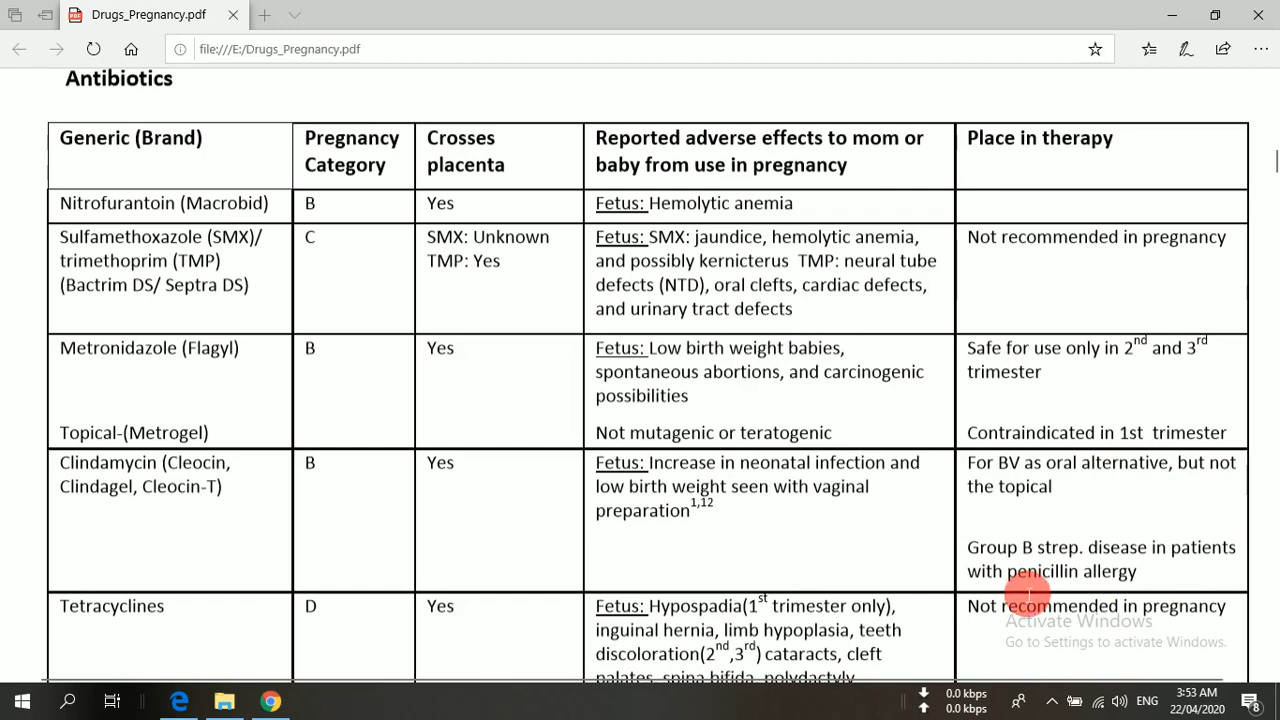 Drugs_Pregnancy.pdf
file:///E:/Drugs_Pregnancy.pdf
Antibiotics
Generic (Brand)
Pregnancy
Category
Crosses
placenta
Reported adverse effects to mom or
baby from use in pregnancy
Place in therapy
Nitrofurantoin (Macrobid)
B
Yes
Fetus: Hemolytic anemia
Sulfamethoxazole (SMX)/
trimethoprim (TMP)
(Bactrim DS/ Septra DS)
C
SMX: Unknown
TMP: Yes
Fetus: SMX: jaundice, hemolytic anemia,
and possibly kernicterus TMP: neural tube
defects (NTD), oral clefts, cardiac defects,
and urinary tract defects
Not recommended in pregnancy
Metronidazole (Flagyl)
B
Yes
Fetus: Low birth weight babies,
spontaneous abortions, and carcinogenic
possibilities
Safe for use only in 2nd and 3rd
trimester
Topical-(Metrogel)
Not mutagenic or teratogenic
Contraindicated in 1st trimester
Clindamycin (Cleocin,
Clindagel, Cleocin-T)
B
Yes
Fetus: Increase in neonatal infection and
low birth weight seen with vaginal
preparation1,12
For BV as oral alternative, but not
the topical
Group B strep. disease in patients
with penicillin allergy
Tetracyclines
D
Yes
Fetus: Hypospadia(1st trimester only),
inguinal hernia, limb hypoplasia, teeth
discoloration(2nd,3rd) cataracts, cleft
palates, spina bifida, polydactyly
Not recommended in pregnancy
Activate Windows
Go to Settings to activate Windows.
0.0 kbps
0.0 kbps
ENG
3:53 AM
22/04/2020
8